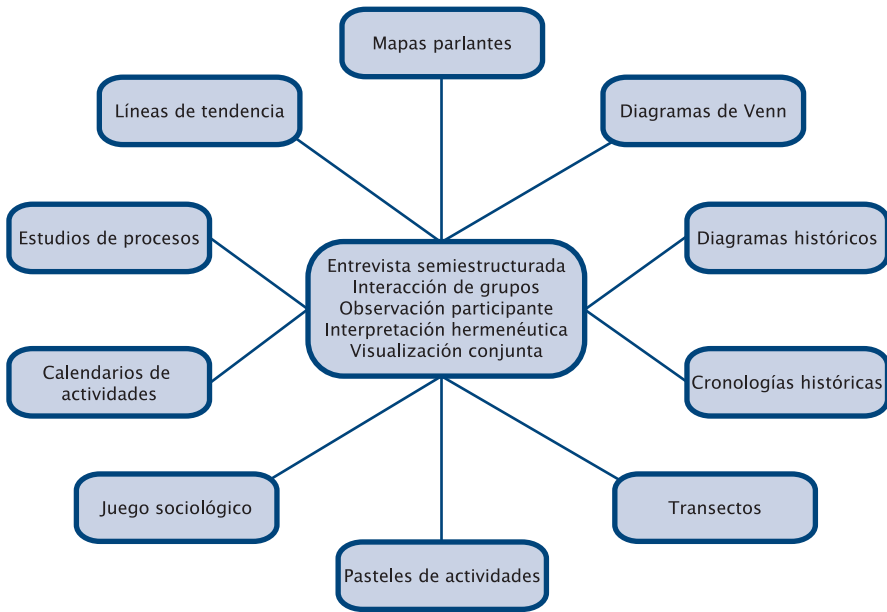 Mapas parlantes
Líneas de tendencia
Diagramas de Venn
Estudios de procesos
Diagramas históricos
Entrevista semiestructurada
Interacción de grupos
Observación participante
Interpretación hermenéutica
Visualización conjunta
Calendarios de
actividades
Cronologías históricas
Juego sociológico
Transectos
Pasteles de actividades